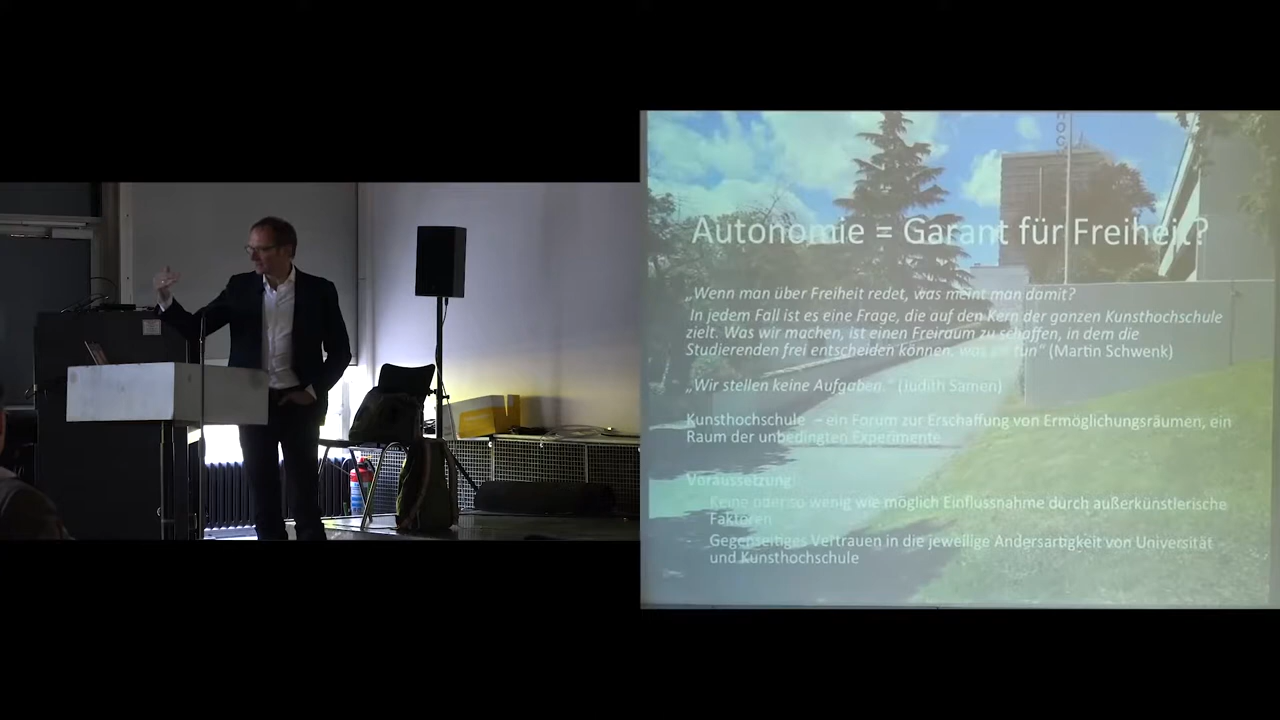 HOC
Autonomie = Garant für Freiheit?
„Wenn man über Freiheit redet, was meint man damit?
In jedem Fall ist es eine Frage, die auf den Kern der ganzen Kunsthochschule
zielt. Was wir machen, ist einen Freiraum zu schaffen, in dem die
Studierenden frei entscheiden können, was sie tun“ (Martin Schwenk)
„Wir stellen keine Aufgaben.“ (Judith Samen)
Kunsthochschule – ein Forum zur Erschaffung von Ermöglichungsräumen, ein
Raum der unbedingten Experimente
Voraussetzung:
Keine oder so wenig wie möglich Einflussnahme durch außerkünstlerische
Faktoren
Gegenseitiges Vertrauen in die jeweilige Andersartigkeit von Universität
und Kunsthochschule